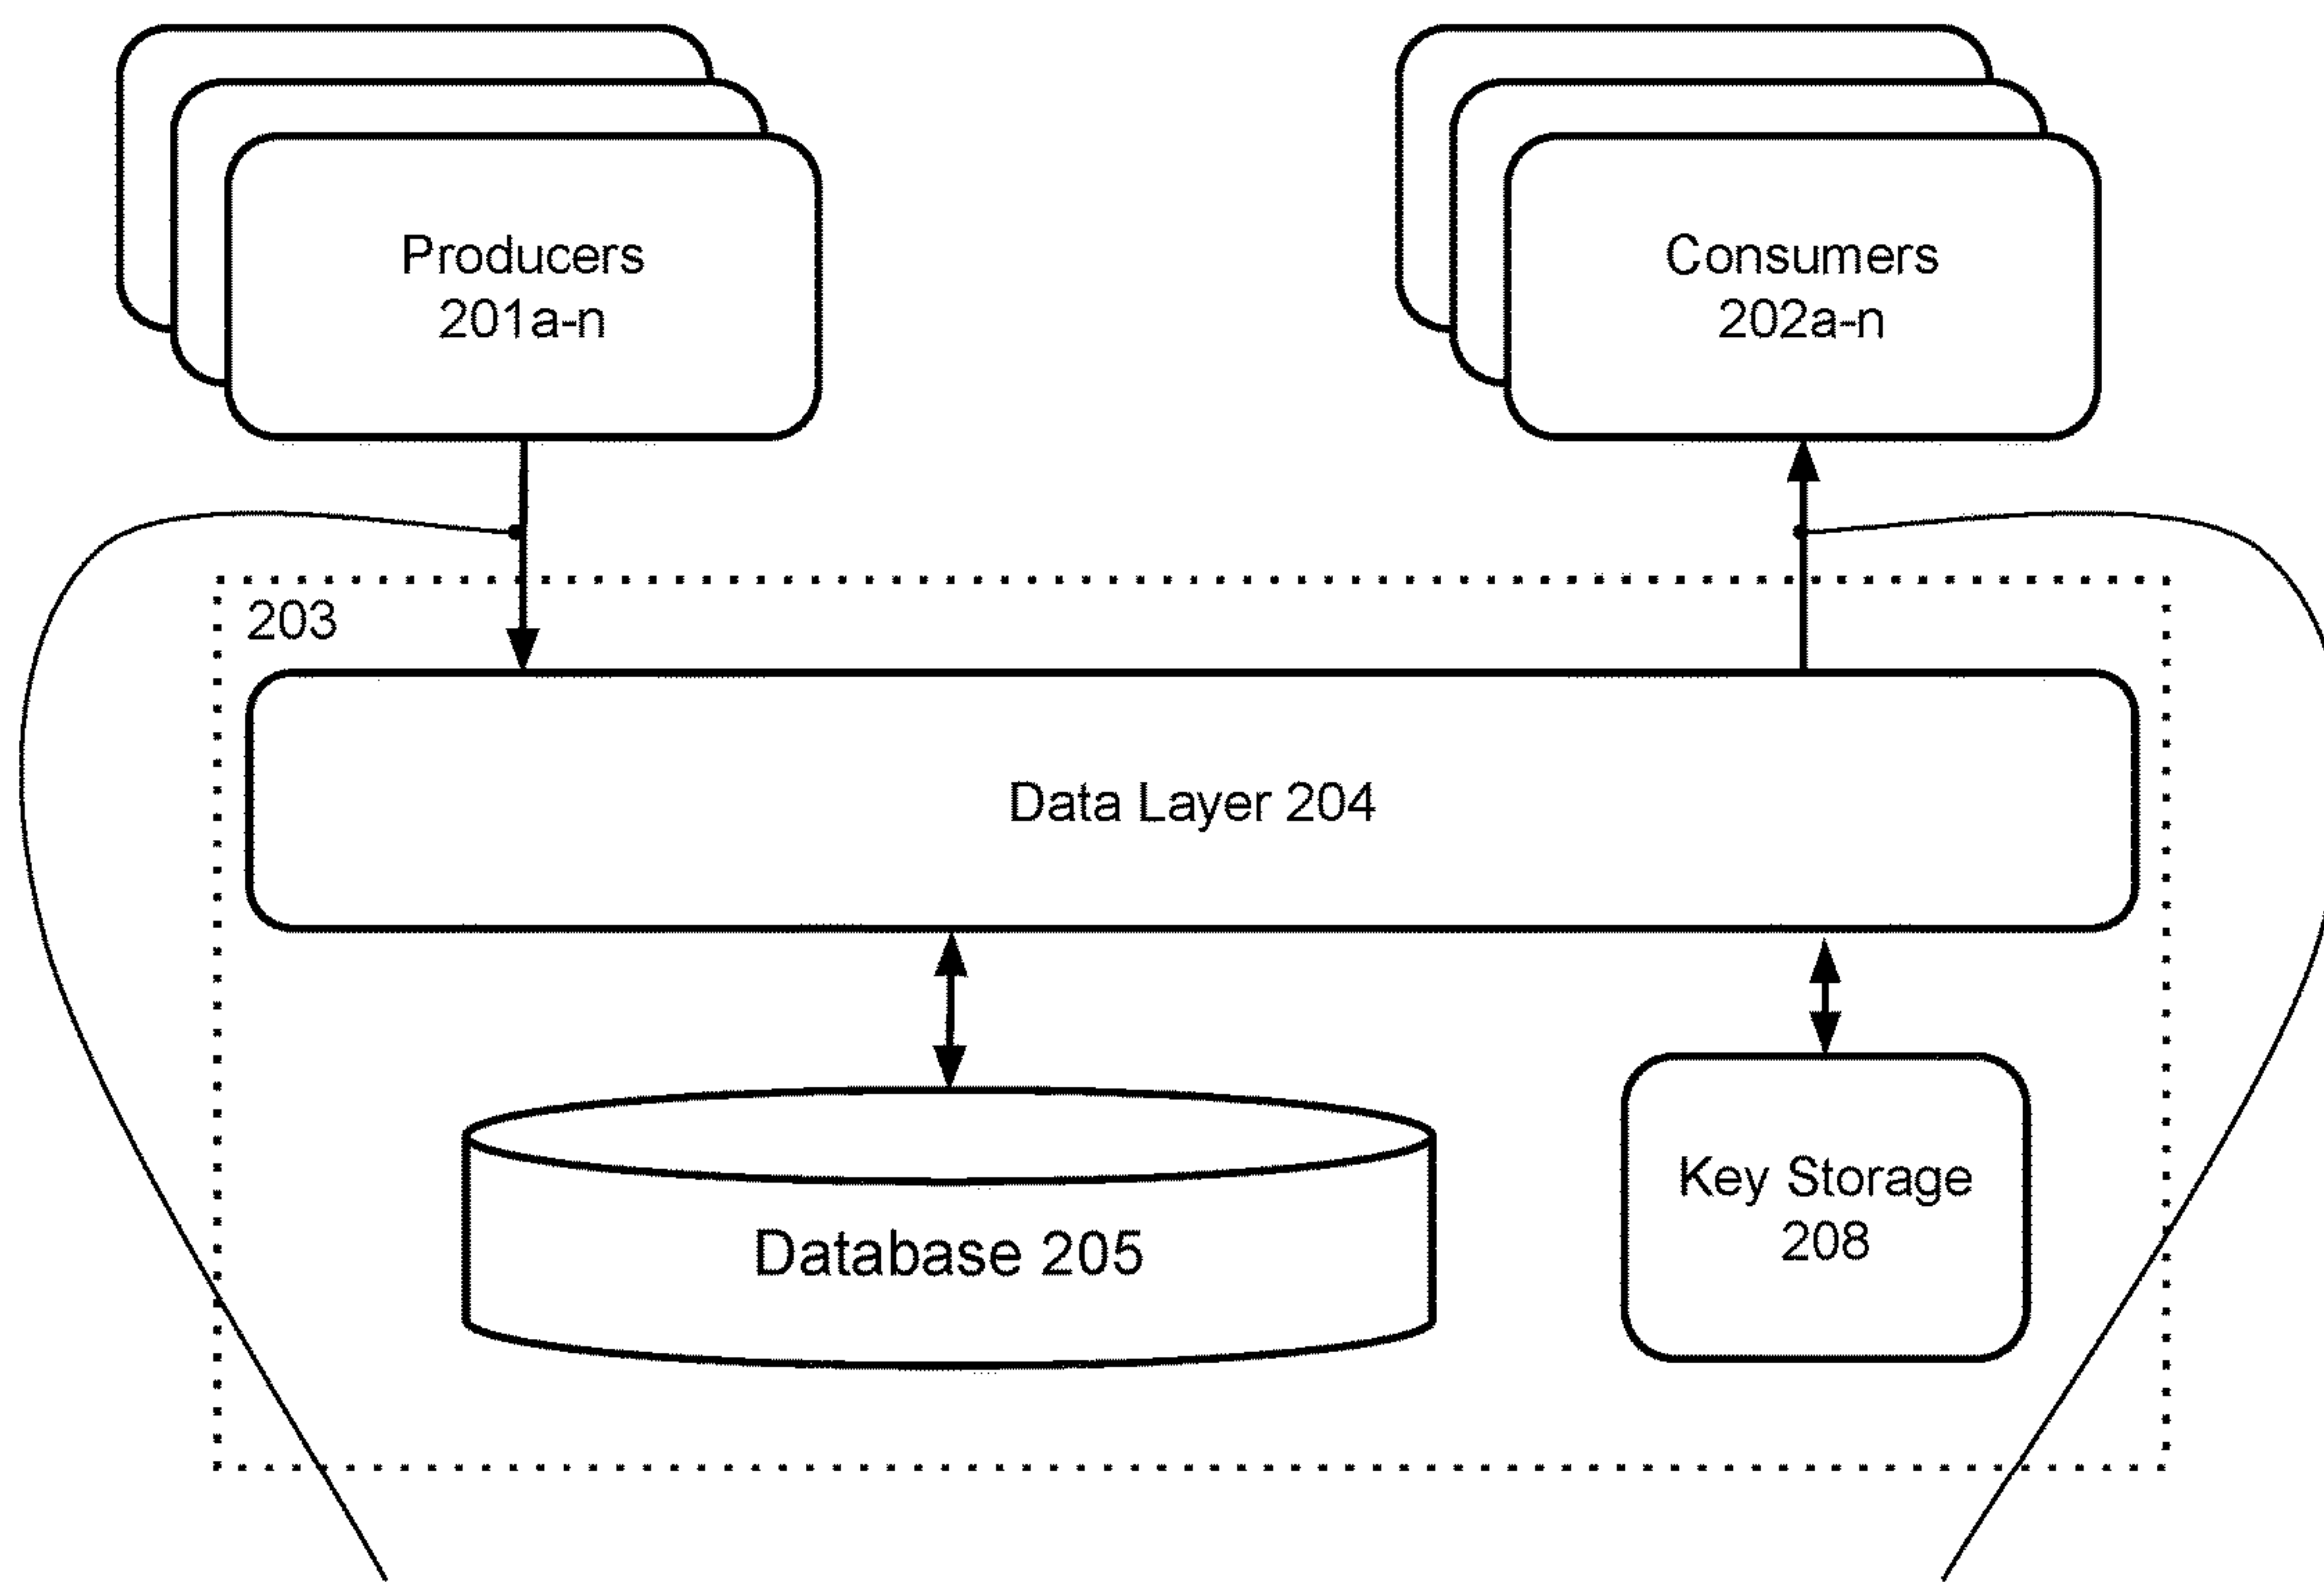 Producers
201a-n
Consumers
202a-n
203
Data Layer 204
Database 205
Key Storage
208